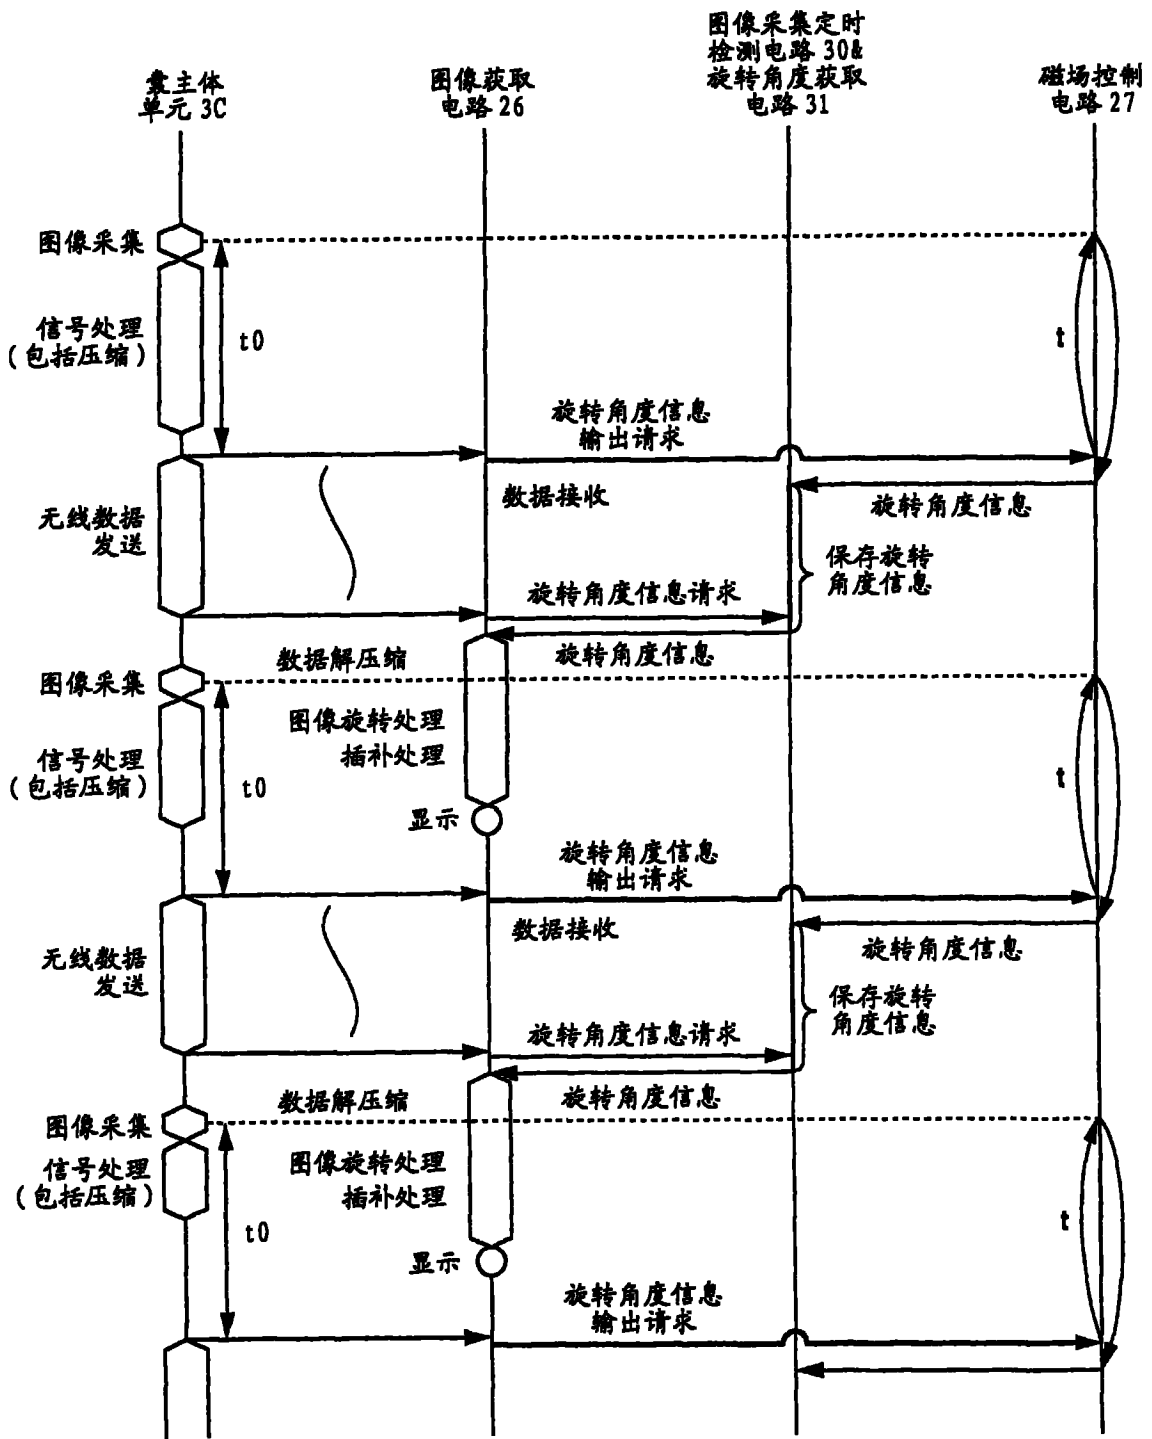 囊主体
单元 3C
图像获取
电路 26
图像采集定时
检测电路 30&
旋转角度获取
电路 31
磁场控制
电路 27
图像采集
信号处理
(包括压缩)
t0
t
旋转角度信息
输出请求
数据接收
旋转角度信息
无线数据
发送
保存旋转
角度信息
旋转角度信息请求
旋转角度信息
数据解压缩
图像采集
图像旋转处理
插补处理
信号处理
(包括压缩)
t0
t
显示
旋转角度信息
输出请求
数据接收
旋转角度信息
无线数据
发送
保存旋转
角度信息
旋转角度信息请求
旋转角度信息
数据解压缩
图像采集
图像旋转处理
插补处理
信号处理
(包括压缩)
t0
t
显示
旋转角度信息
输出请求